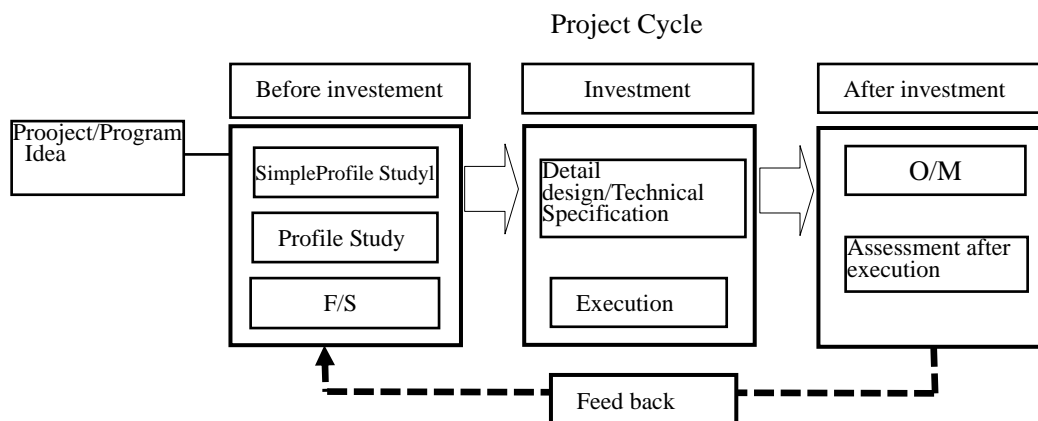 Project Cycle
Before investement
Investment
After investment
Prooject/Program
Idea
SimpleProfile Studyl
Profile Study
F/S
Detail
design/Technical
Specification
Execution
O/M
Assessment after
execution
Feed back